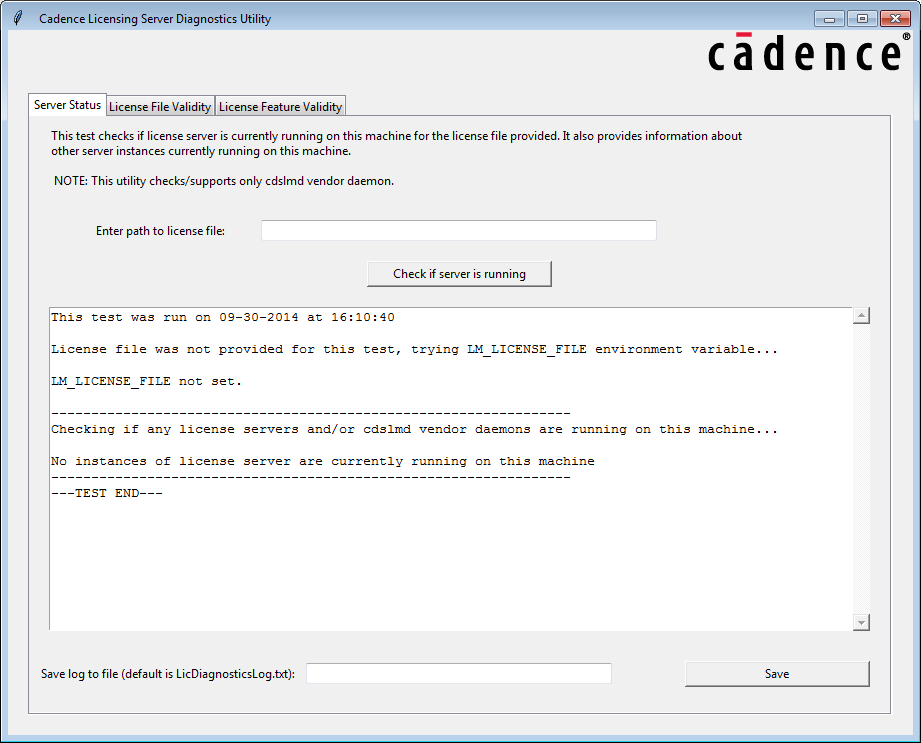 Cadence Licensing Server Diagnostics Utility
cādence®
Server Status License File Validity License Feature Validity
This test checks if license server is currently running on this machine for the license file provided. It also provides information about
other server instances currently running on this machine.
NOTE: This utility checks/supports only cdslmd vendor daemon.
Enter path to license file:
Check if server is running
This test was run on 09-30-2014 at 16:10:40
License file was not provided for this test, trying LM_LICENSE_FILE environment variable...
LM_LICENSE_FILE not set.
-----------------------------------------------------------------
Checking if any license servers and/or cdslmd vendor daemons are running on this machine...
No instances of license server are currently running on this machine
-----------------------------------------------------------------
---TEST END---
Save log to file (default is LicDiagnosticsLog.txt):
Save